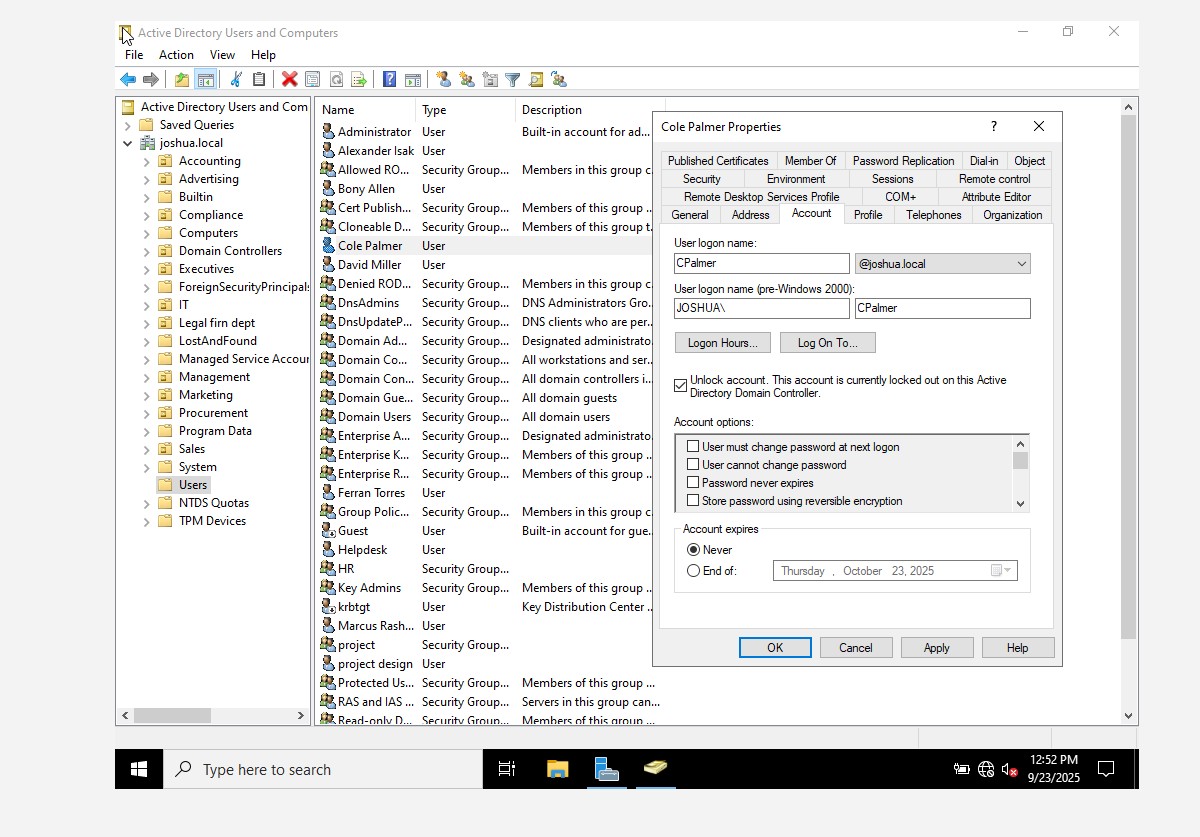 Active Directory Users and Computers
File Action View Help
Active Directory Users and Com
Saved Queries
joshua.local
Accounting
Advertising
Builtin
Compliance
Computers
Domain Controllers
Executives
ForeignSecurityPrincipals
IT
Legal firn dept
LostAndFound
Managed Service Accour
Management
Marketing
Procurement
Program Data
Sales
System
Users
NTDS Quotas
TPM Devices
Name Type Description
Administrator User Built-in account for ad...
Alexander Isak User
Allowed RO... Security Group... Members in this group c...
Bony Allen User
Cert Publish... Security Group... Members of this group ...
Cloneable D... Security Group... Members of this group t...
Cole Palmer User
David Miller User
Denied ROD... Security Group... Members in this group c...
DnsAdmins Security Group... DNS Administrators Gro...
DnsUpdateP... Security Group... DNS clients who are per...
Domain Ad... Security Group... Designated administrato...
Domain Co... Security Group... All workstations and ser...
Domain Con... Security Group... All domain controllers i...
Domain Gue... Security Group... All domain guests
Domain Users Security Group... All domain users
Enterprise A... Security Group... Designated administrato...
Enterprise K... Security Group... Members of this group ...
Enterprise R... Security Group... Members of this group ...
Ferran Torres User
Group Polic... Security Group... Members in this group c...
Guest User Built-in account for gue...
Helpdesk User
HR Security Group...
Key Admins Security Group... Members of this group ...
krbtgt User Key Distribution Center ...
Marcus Rash... User
project Security Group...
project design User
Protected Us... Security Group... Members of this group ...
RAS and IAS ... Security Group... Servers in this group can...
Read-only D... Security Group... Members of this group ...
Cole Palmer Properties ?
Published Certificates Member Of Password Replication Dial-in Object
Security Environment Sessions Remote control
Remote Desktop Services Profile COM+ Attribute Editor
General Address Account Profile Telephones Organization
User logon name:
CPalmer @joshua.local
User logon name (pre-Windows 2000):
JOSHUA\ CPalmer
Logon Hours... Log On To...
Unlock account. This account is currently locked out on this Active
Directory Domain Controller.
Account options:
User must change password at next logon
User cannot change password
Password never expires
Store password using reversible encryption
Account expires
Never
End of: Thursday , October 23, 2025
OK Cancel Apply Help
Type here to search
12:52 PM
9/23/2025